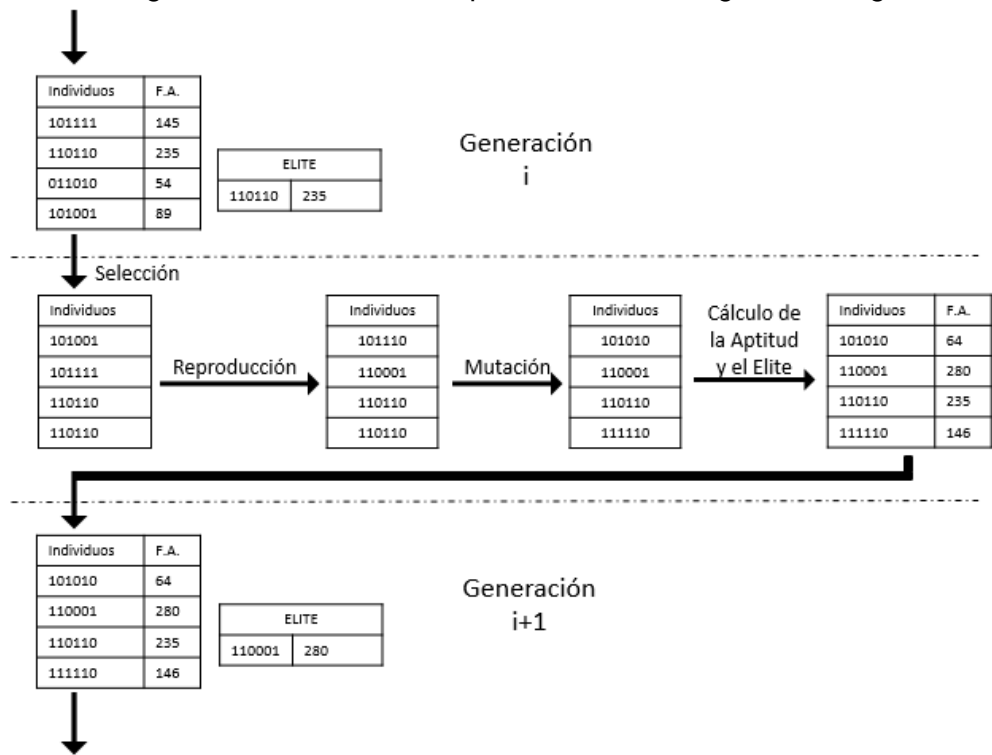 Individuos F.A.
101111 145
110110 235
011010 54
101001 89
ELITE
110110 235
Generación
i
Selección
Individuos
101001
101111
110110
110110
Reproducción
Individuos
101110
110001
110110
110110
Mutación
Individuos
101010
110001
110110
111110
Cálculo de
la Aptitud
y el Elite
Individuos F.A.
101010 64
110001 280
110110 235
111110 146
Individuos F.A.
101010 64
110001 280
110110 235
111110 146
ELITE
110001 280
Generación
i+1